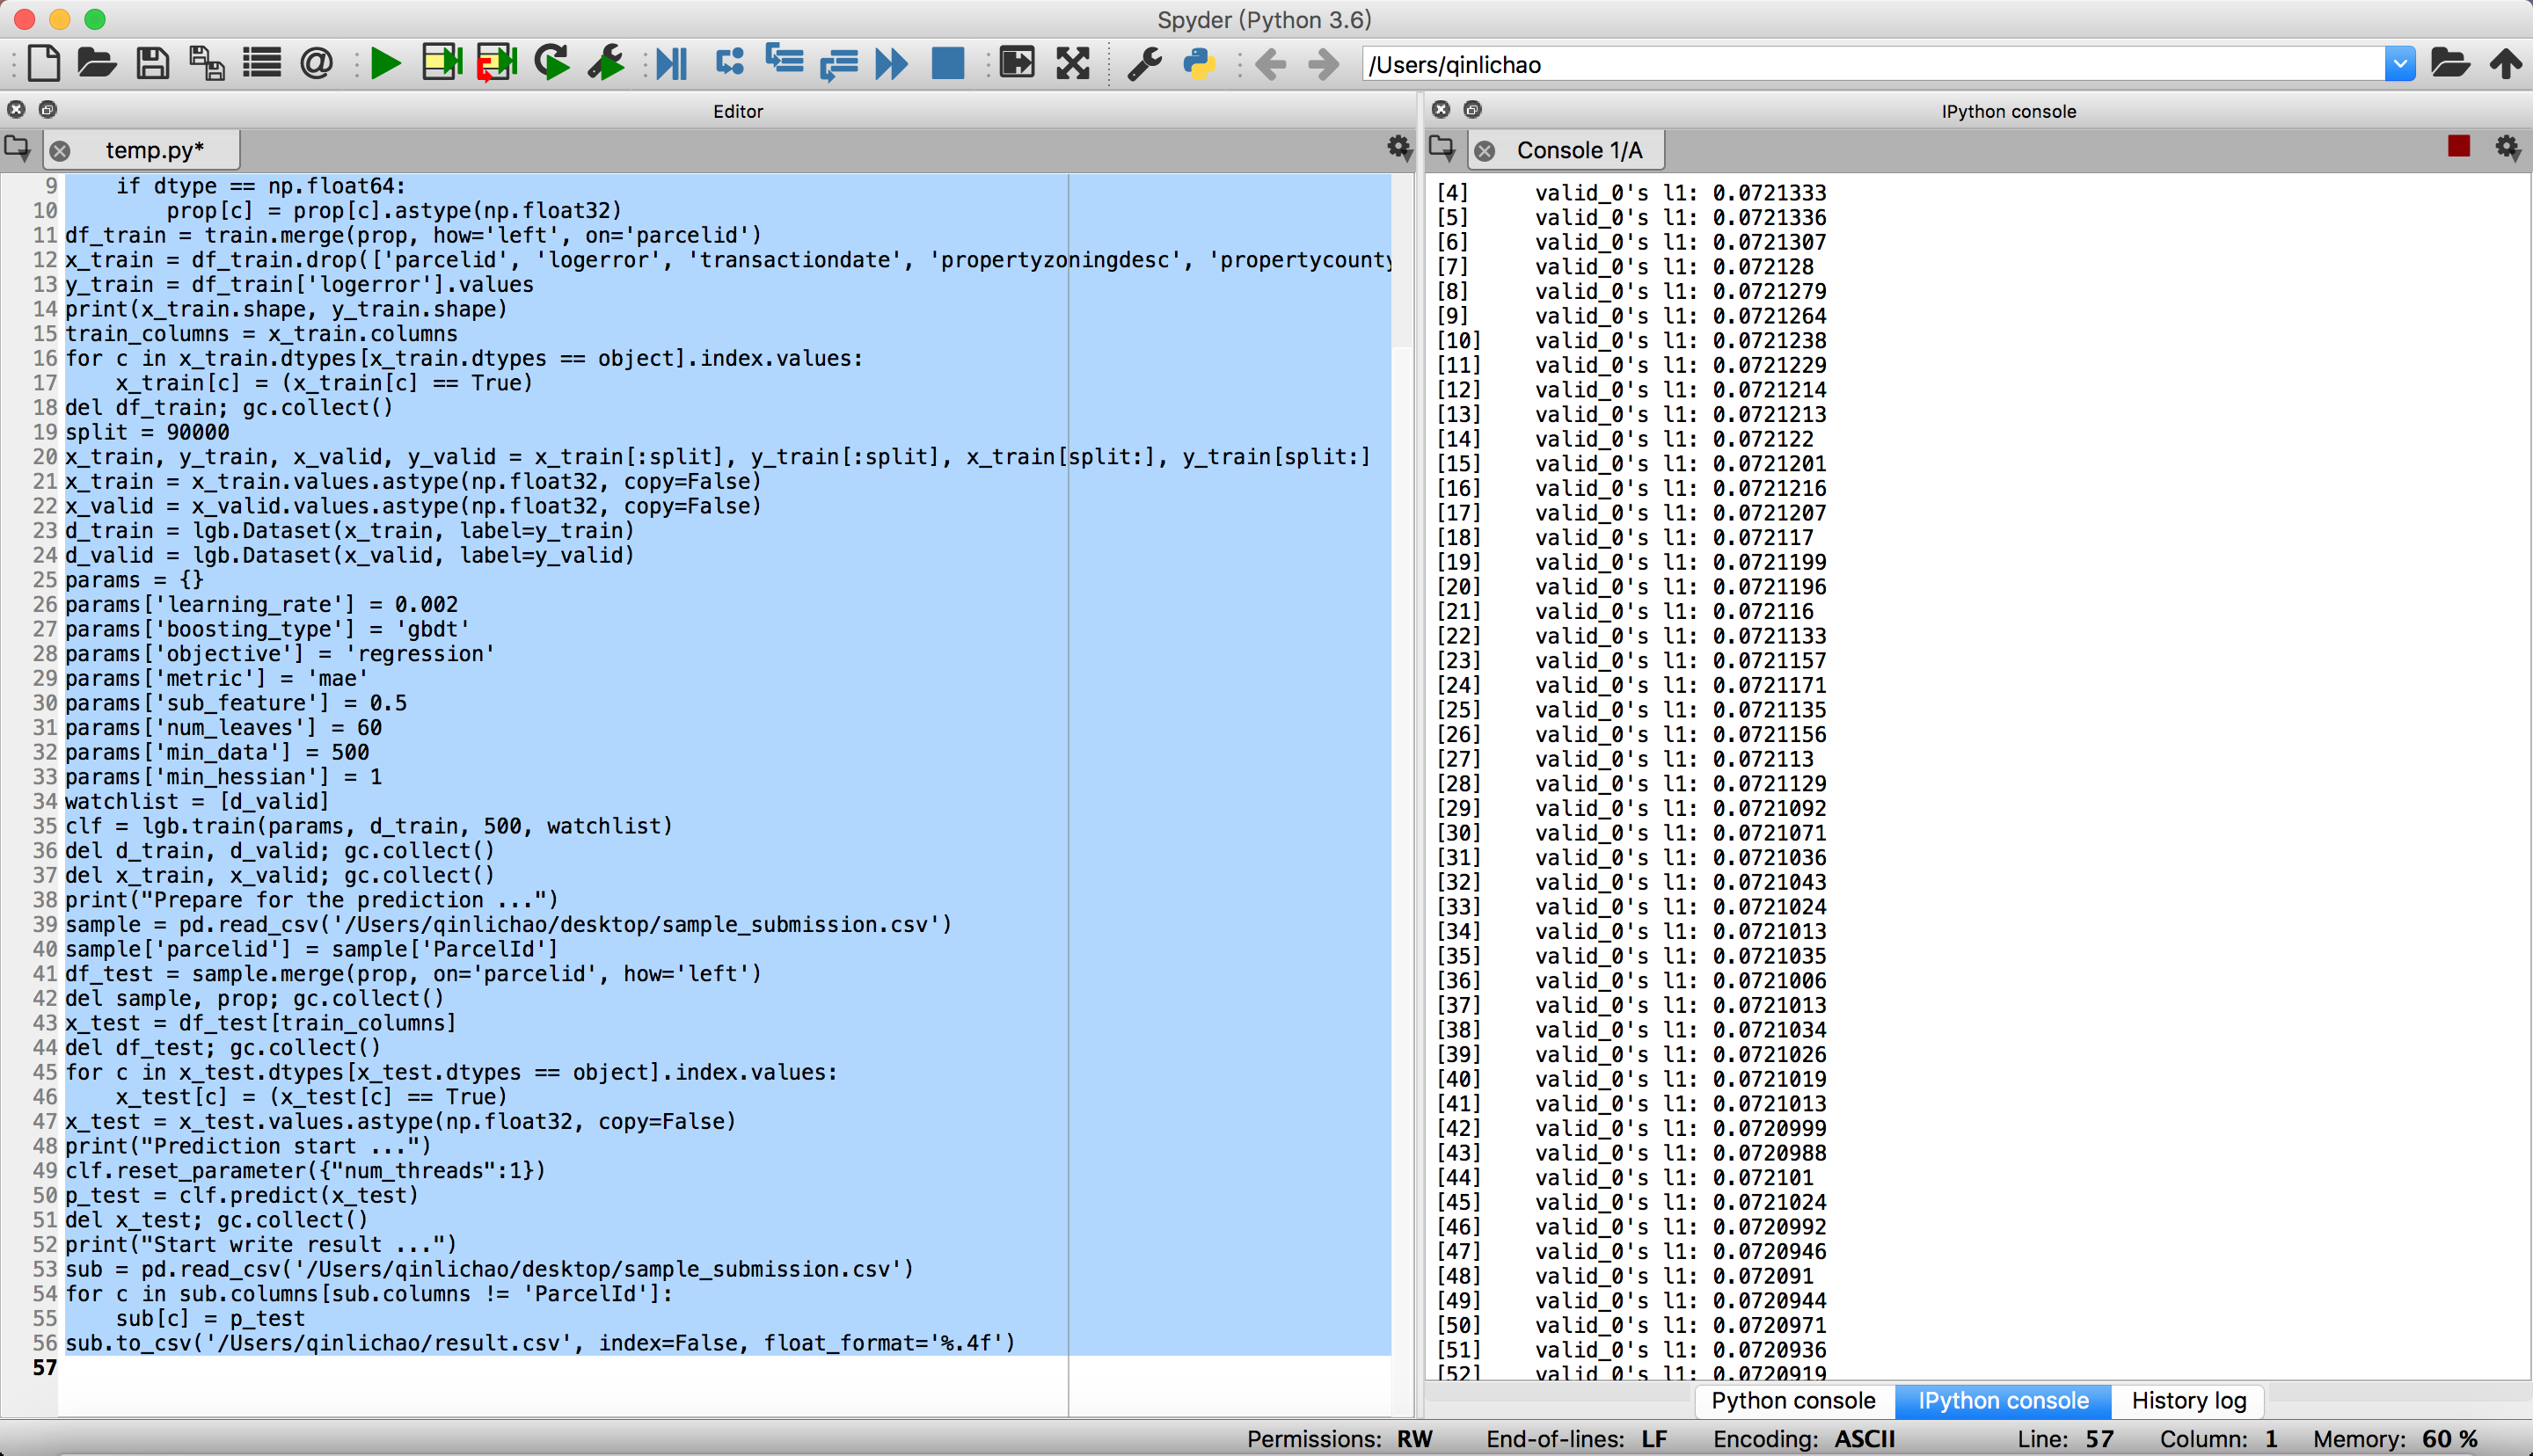 Spyder (Python 3.6)
/Users/qinlichao
Editor
temp.py*
9     if dtype == np.float64:
10         prop[c] = prop[c].astype(np.float32)
11 df_train = train.merge(prop, how='left', on='parcelid')
12 x_train = df_train.drop(['parcelid', 'logerror', 'transactiondate', 'propertyzoningdesc', 'propertycounty
13 y_train = df_train['logerror'].values
14 print(x_train.shape, y_train.shape)
15 train_columns = x_train.columns
16 for c in x_train.dtypes[x_train.dtypes == object].index.values:
17     x_train[c] = (x_train[c] == True)
18 del df_train; gc.collect()
19 split = 90000
20 x_train, y_train, x_valid, y_valid = x_train[:split], y_train[:split], x_train[split:], y_train[split:]
21 x_train = x_train.values.astype(np.float32, copy=False)
22 x_valid = x_valid.values.astype(np.float32, copy=False)
23 d_train = lgb.Dataset(x_train, label=y_train)
24 d_valid = lgb.Dataset(x_valid, label=y_valid)
25 params = {}
26 params['learning_rate'] = 0.002
27 params['boosting_type'] = 'gbdt'
28 params['objective'] = 'regression'
29 params['metric'] = 'mae'
30 params['sub_feature'] = 0.5
31 params['num_leaves'] = 60
32 params['min_data'] = 500
33 params['min_hessian'] = 1
34 watchlist = [d_valid]
35 clf = lgb.train(params, d_train, 500, watchlist)
36 del d_train, d_valid; gc.collect()
37 del x_train, x_valid; gc.collect()
38 print("Prepare for the prediction ...")
39 sample = pd.read_csv('/Users/qinlichao/desktop/sample_submission.csv')
40 sample['parcelid'] = sample['ParcelId']
41 df_test = sample.merge(prop, on='parcelid', how='left')
42 del sample, prop; gc.collect()
43 x_test = df_test[train_columns]
44 del df_test; gc.collect()
45 for c in x_test.dtypes[x_test.dtypes == object].index.values:
46     x_test[c] = (x_test[c] == True)
47 x_test = x_test.values.astype(np.float32, copy=False)
48 print("Prediction start ...")
49 clf.reset_parameter({"num_threads":1})
50 p_test = clf.predict(x_test)
51 del x_test; gc.collect()
52 print("Start write result ...")
53 sub = pd.read_csv('/Users/qinlichao/desktop/sample_submission.csv')
54 for c in sub.columns[sub.columns != 'ParcelId']:
55     sub[c] = p_test
56 sub.to_csv('/Users/qinlichao/result.csv', index=False, float_format='%.4f')
57
IPython console
Console 1/A
[4] valid_0's l1: 0.0721333
[5] valid_0's l1: 0.0721336
[6] valid_0's l1: 0.0721307
[7] valid_0's l1: 0.072128
[8] valid_0's l1: 0.0721279
[9] valid_0's l1: 0.0721264
[10] valid_0's l1: 0.0721238
[11] valid_0's l1: 0.0721229
[12] valid_0's l1: 0.0721214
[13] valid_0's l1: 0.0721213
[14] valid_0's l1: 0.072122
[15] valid_0's l1: 0.0721201
[16] valid_0's l1: 0.0721216
[17] valid_0's l1: 0.0721207
[18] valid_0's l1: 0.072117
[19] valid_0's l1: 0.0721199
[20] valid_0's l1: 0.0721196
[21] valid_0's l1: 0.072116
[22] valid_0's l1: 0.0721133
[23] valid_0's l1: 0.0721157
[24] valid_0's l1: 0.0721171
[25] valid_0's l1: 0.0721135
[26] valid_0's l1: 0.0721156
[27] valid_0's l1: 0.072113
[28] valid_0's l1: 0.0721129
[29] valid_0's l1: 0.0721092
[30] valid_0's l1: 0.0721071
[31] valid_0's l1: 0.0721036
[32] valid_0's l1: 0.0721043
[33] valid_0's l1: 0.0721024
[34] valid_0's l1: 0.0721013
[35] valid_0's l1: 0.0721035
[36] valid_0's l1: 0.0721006
[37] valid_0's l1: 0.0721013
[38] valid_0's l1: 0.0721034
[39] valid_0's l1: 0.0721026
[40] valid_0's l1: 0.0721019
[41] valid_0's l1: 0.0721013
[42] valid_0's l1: 0.0720999
[43] valid_0's l1: 0.0720988
[44] valid_0's l1: 0.072101
[45] valid_0's l1: 0.0721024
[46] valid_0's l1: 0.0720992
[47] valid_0's l1: 0.0720946
[48] valid_0's l1: 0.072091
[49] valid_0's l1: 0.0720944
[50] valid_0's l1: 0.0720971
[51] valid_0's l1: 0.0720936
[52] valid_0's l1: 0.0720919
Python console IPython console History log
Permissions: RW End-of-lines: LF Encoding: ASCII Line: 57 Column: 1 Memory: 60 %